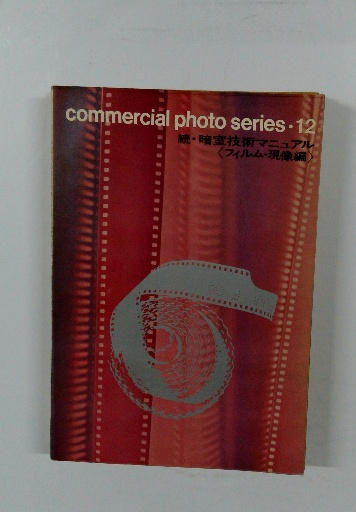 commercial photo series・12
続・暗室技術マニュアル
〈フィルム・現像編〉